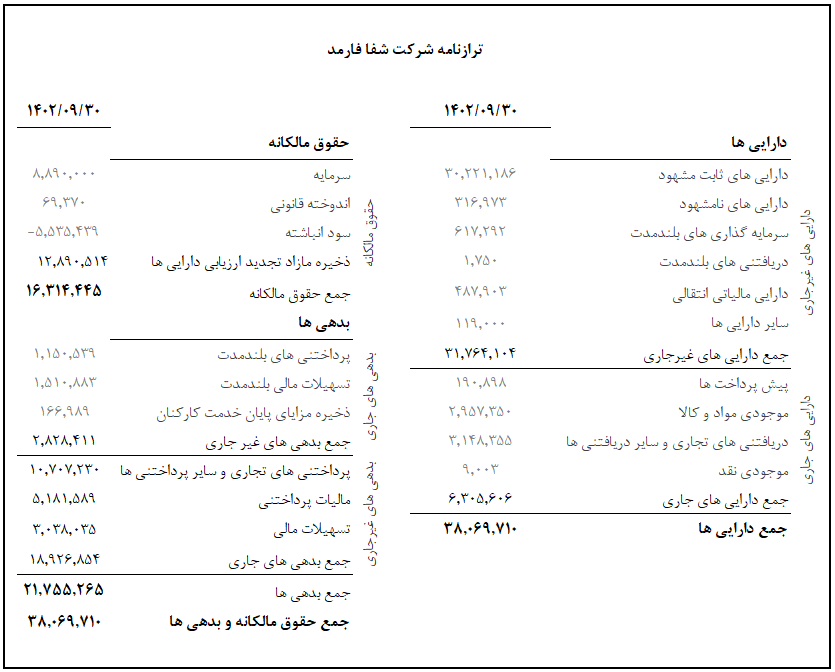 ترازنامه شرکت شفا فارمد
۱۴۰۲/۰۹/۳۰
دارایی ها
دارایی های غیرجاری
دارایی های ثابت مشهود ۳۰,۲۲۱,۱۸۶
دارایی های نامشهود ۳۱۶,۹۷۳
سرمایه گذاری های بلندمدت ۶۱۷,۲۹۲
دریافتنی های بلندمدت ۱,۷۵۰
دارایی مالیاتی انتقالی ۴۸۷,۹۰۳
سایر دارایی ها ۱۱۹,۰۰۰
جمع دارایی های غیرجاری ۳۱,۷۶۴,۱۰۴
دارایی های جاری
پیش پرداخت ها ۱۹۰,۸۹۸
موجودی مواد و کالا ۲,۹۵۷,۳۵۰
دریافتنی های تجاری و سایر دریافتنی ها ۳,۱۴۸,۳۵۵
موجودی نقد ۹,۰۰۳
جمع دارایی های جاری ۶,۳۰۵,۶۰۶
جمع دارایی ها ۳۸,۰۶۹,۷۱۰
۱۴۰۲/۰۹/۳۰
حقوق مالکانه
حقوق مالکانه
سرمایه ۸,۸۹۰,۰۰۰
اندوخته قانونی ۶۹,۳۷۰
سود انباشته -۵,۵۳۵,۴۳۹
ذخیره مازاد تجدید ارزیابی دارایی ها ۱۲,۸۹۰,۵۱۴
جمع حقوق مالکانه ۱۶,۳۱۴,۴۴۵
بدهی ها
بدهی های جاری
پرداختنی های بلندمدت ۱,۱۵۰,۵۳۹
تسهیلات مالی بلندمدت ۱,۵۱۰,۸۸۳
ذخیره مزایای پایان خدمت کارکنان ۱۶۶,۹۸۹
جمع بدهی های غیر جاری ۲,۸۲۸,۴۱۱
بدهی های غیرجاری
پرداختنی های تجاری و سایر پرداختنی ها ۱۰,۷۰۷,۲۳۰
مالیات پرداختنی ۵,۱۸۱,۵۸۹
تسهیلات مالی ۳,۰۳۸,۰۳۵
جمع بدهی های جاری ۱۸,۹۲۶,۸۵۴
جمع بدهی ها ۲۱,۷۵۵,۲۶۵
جمع حقوق مالکانه و بدهی ها ۳۸,۰۶۹,۷۱۰